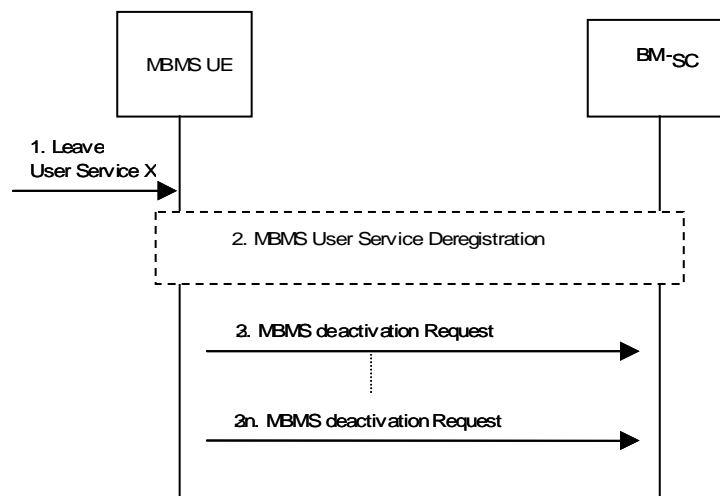 MBMS UE
BM-SC
1. Leave
User Service X
2. MBMS User Service Deregistration
3. MBMS deactivation Request
3n. MBMS deactivation Request